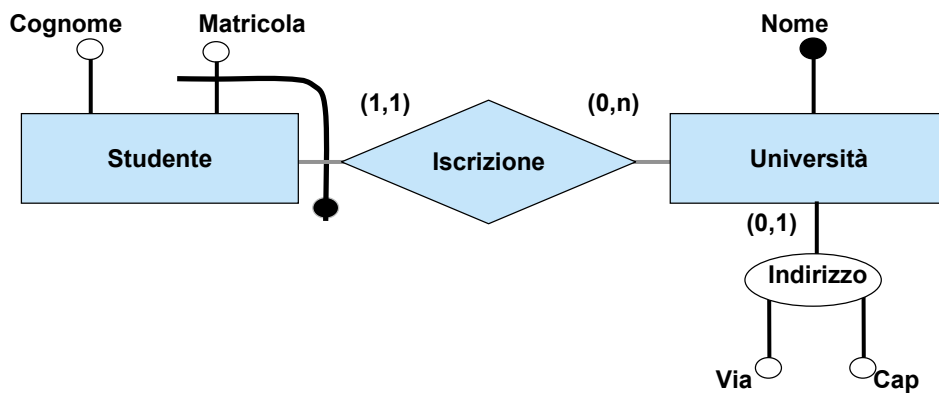 Cognome
Matricola
Nome
(1,1)
(0,n)
Studente
Iscrizione
Università
(0,1)
Indirizzo
Via
Cap